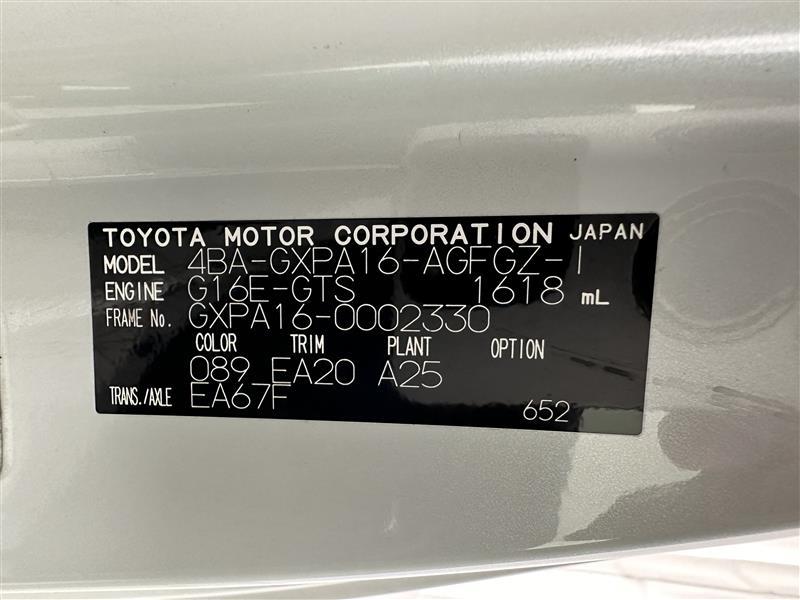 TOYOTA MOTOR CORPORATION JAPAN
MODEL 4BA-GXPA16-AGFGZ-I
ENGINE G16E-GTS 1618 mL
FRAME No. GXPA16-0002330
COLOR TRIM PLANT OPTION
089 EA20 A25
TRANS./AXLE EA67F
652